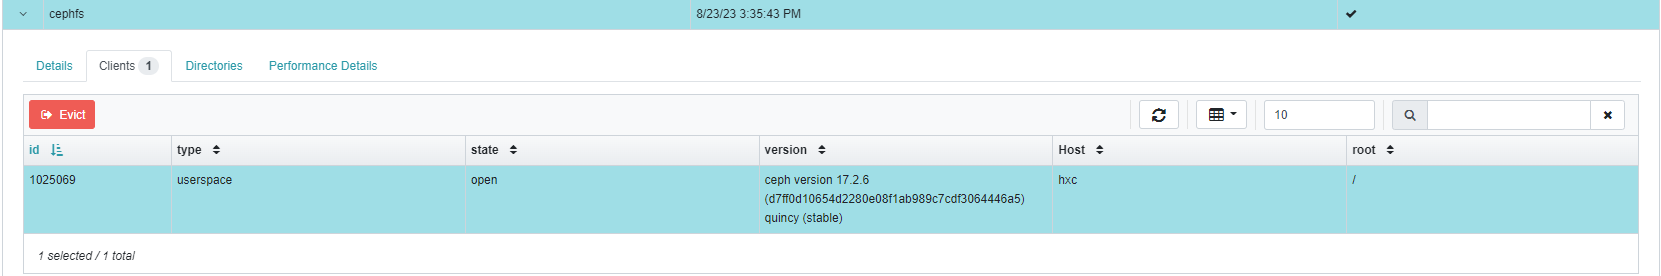 cephfs 8/23/23 3:35:43 PM
Details Clients 1 Directories Performance Details
Evict 10
id type state version Host root
1025069 userspace open ceph version 17.2.6 hxc /
(d7ff0d10654d2280e08f1ab989c7cdf3064446a5)
quincy (stable)
1 selected / 1 total